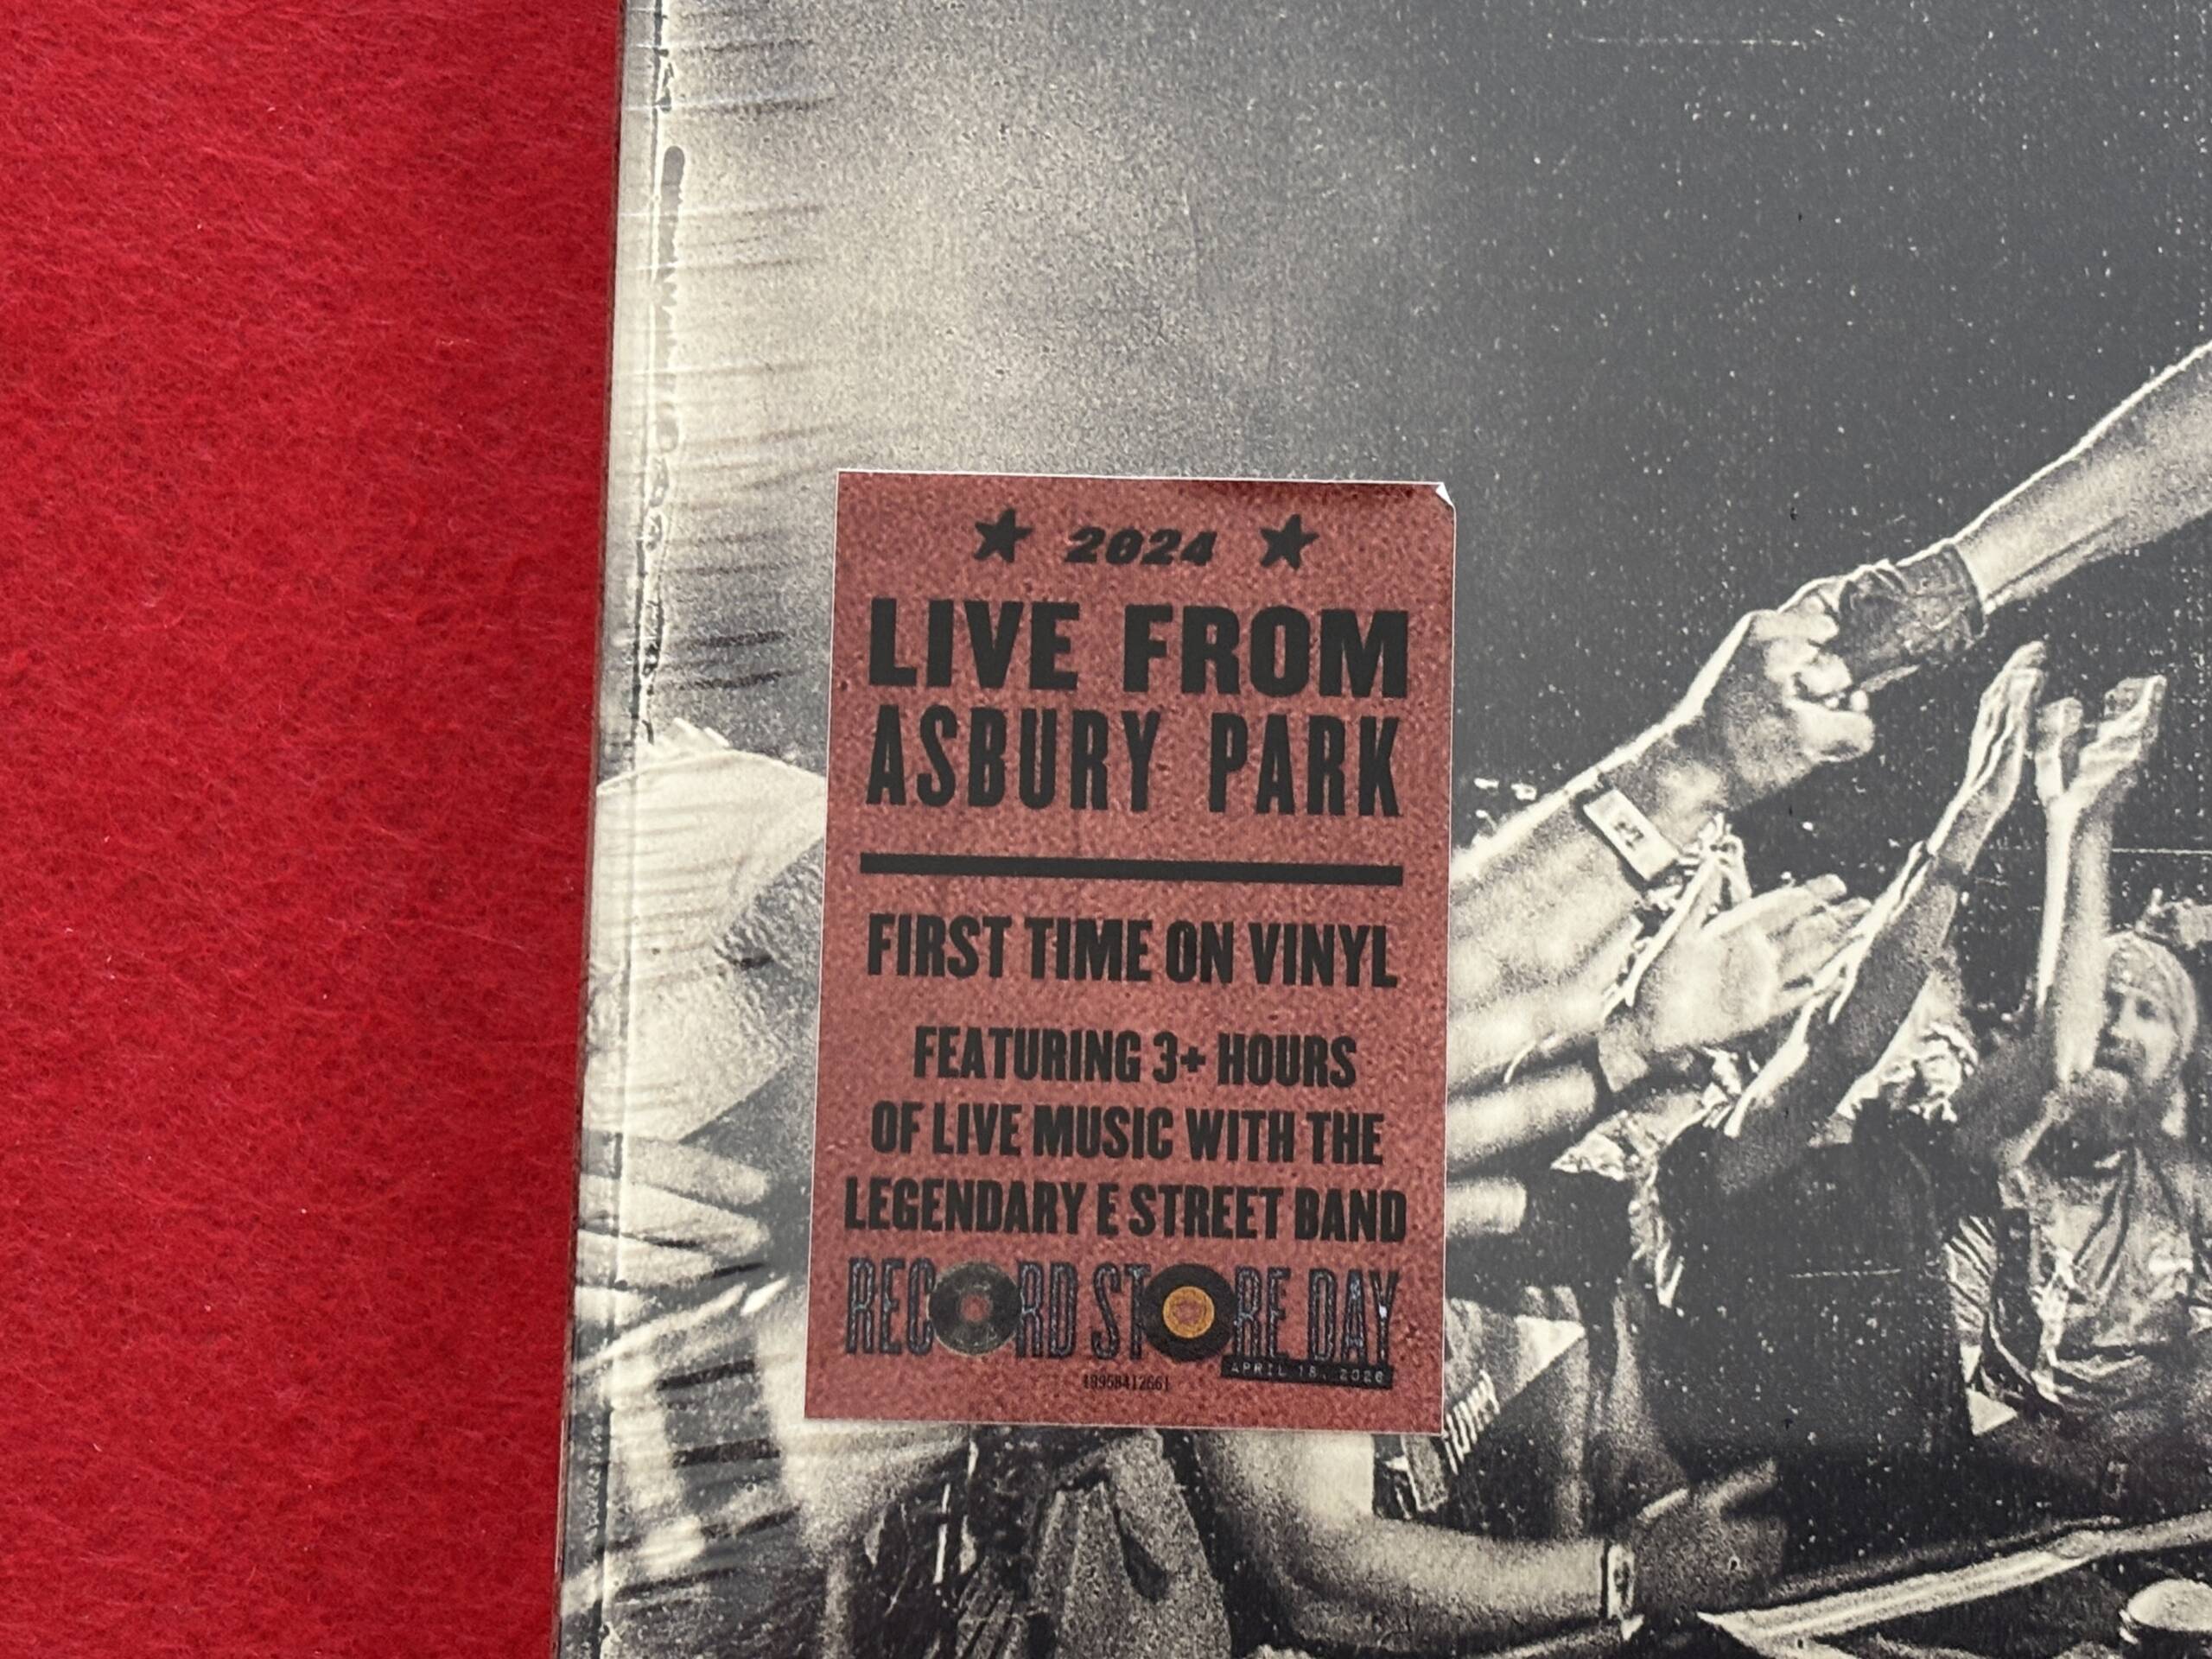 ★ 2024 ★
LIVE FROM
ASBURY PARK
FIRST TIME ON VINYL
FEATURING 3+ HOURS
OF LIVE MUSIC WITH THE
LEGENDARY E STREET BAND
RECORD STORE DAY
APRIL 18, 2026
19958412661